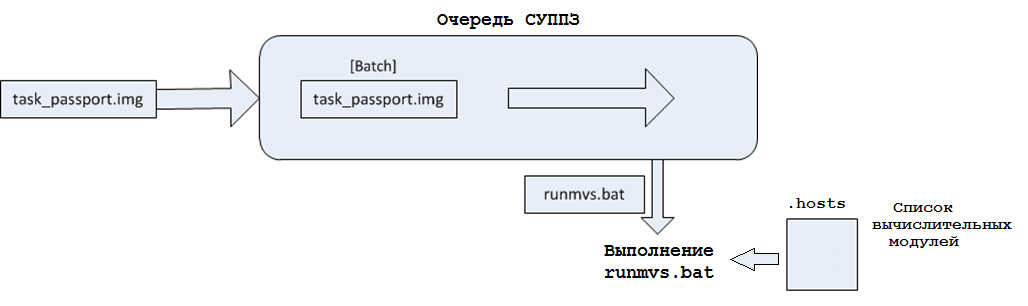 Очередь СУППЗ
[Batch]
task_passport.img
task_passport.img
runmvs.bat
.hosts
Список
вычислительных
модулей
Выполнение
runmvs.bat